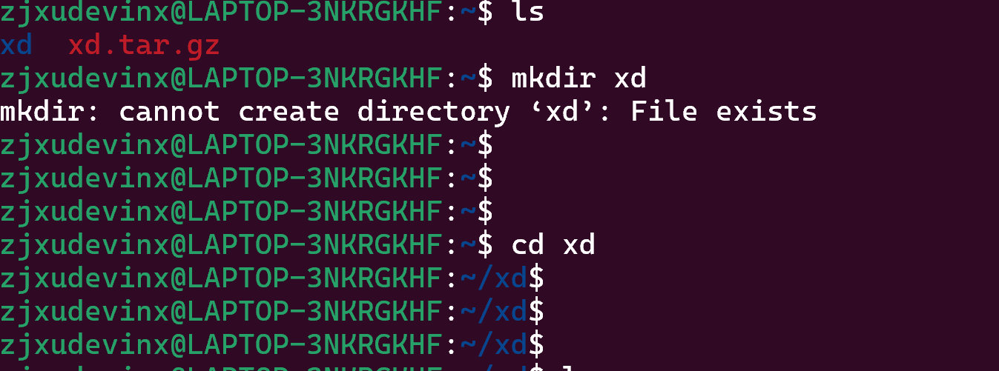 zjxudevinx@LAPTOP-3NKRGKHF:~$ ls
xd  xd.tar.gz
zjxudevinx@LAPTOP-3NKRGKHF:~$ mkdir xd
mkdir: cannot create directory ‘xd’: File exists
zjxudevinx@LAPTOP-3NKRGKHF:~$
zjxudevinx@LAPTOP-3NKRGKHF:~$
zjxudevinx@LAPTOP-3NKRGKHF:~$
zjxudevinx@LAPTOP-3NKRGKHF:~$ cd xd
zjxudevinx@LAPTOP-3NKRGKHF:~/xd$
zjxudevinx@LAPTOP-3NKRGKHF:~/xd$
zjxudevinx@LAPTOP-3NKRGKHF:~/xd$